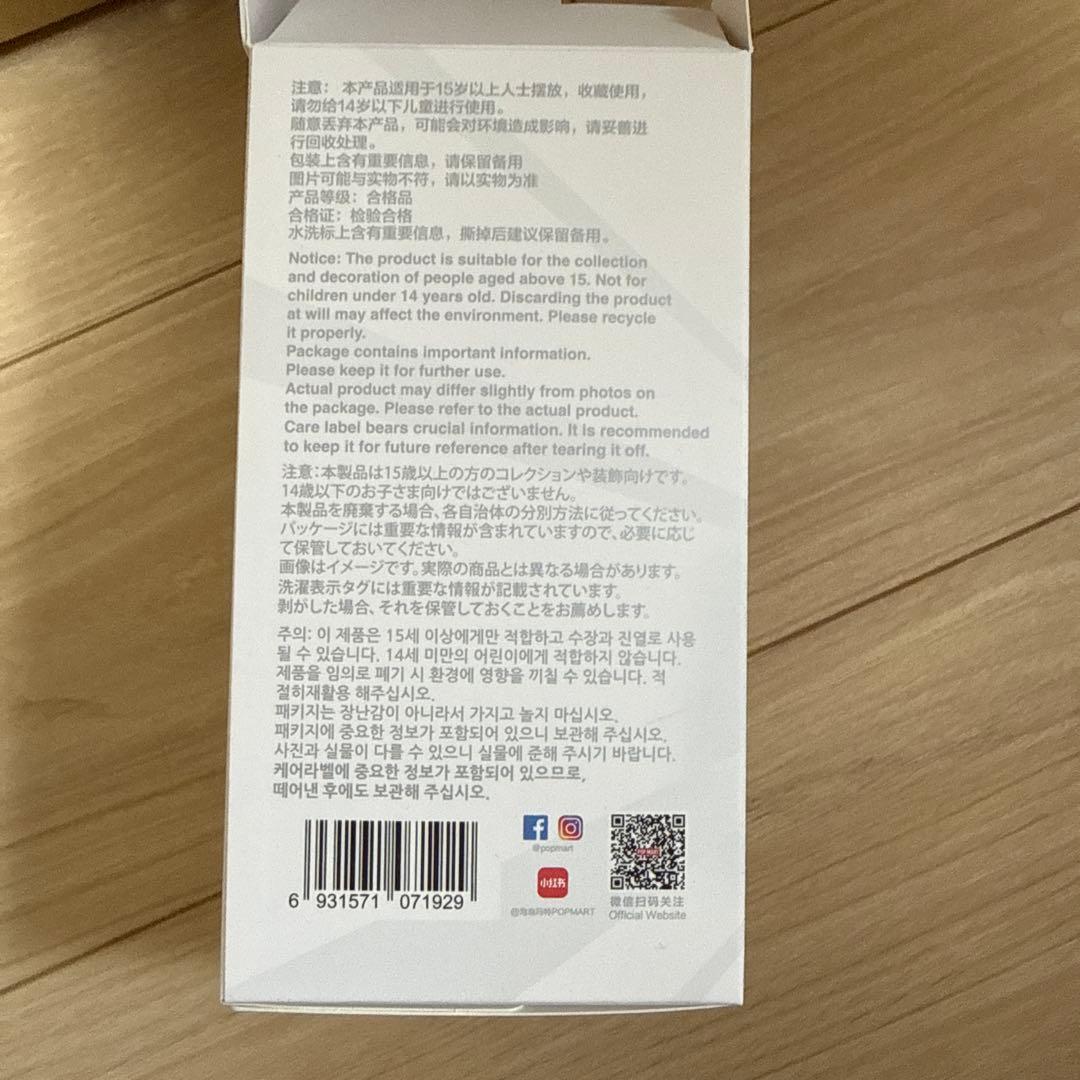 注意： 本产品适用于15岁以上人士摆放，收藏使用，
请勿给14岁以下儿童进行使用。
随意丢弃本产品，可能会对环境造成影响，请妥善进
行回收处理。
包装上含有重要信息，请保留备用
图片可能与实物不符，请以实物为准
产品等级：合格品
合格证：检验合格
水洗标上含有重要信息，撕掉后建议保留备用。
Notice: The product is suitable for the collection
and decoration of people aged above 15. Not for
children under 14 years old. Discarding the product
at will may affect the environment. Please recycle
it properly.
Package contains important information.
Please keep it for further use.
Actual product may differ slightly from photos on
the package. Please refer to the actual product.
Care label bears crucial information. It is recommended
to keep it for future reference after tearing it off.
注意：本製品は15歳以上の方のコレクションや装飾向けです。
14歳以下のお子さま向けではございません。
本製品を廃棄する場合、各自治体の分別方法に従ってください。
パッケージには重要な情報が含まれていますので、必要に応じ
て保管しておいてください。
画像はイメージです。実際の商品とは異なる場合があります。
洗濯表示タグには重要な情報が記載されています。
剥がした場合、それを保管しておくことをお薦めします。
주의: 이 제품은 15세 이상에게만 적합하고 수장과 진열로 사용
될 수 있습니다. 14세 미만의 어린이에게 적합하지 않습니다.
제품을 임의로 폐기 시 환경에 영향을 끼칠 수 있습니다. 적
절히재활용 해주십시오.
패키지는 장난감이 아니라서 가지고 놀지 마십시오.
패키지에 중요한 정보가 포함되어 있으니 보관해 주십시오.
사진과 실물이 다를 수 있으니 실물에 준해 주시기 바랍니다.
케어라벨에 중요한 정보가 포함되어 있으므로,
떼어낸 후에도 보관해 주십시오.
6 931571 071929
@popmart
小红书
@泡泡玛特POPMART
POP MART
微信扫码关注
Official Website